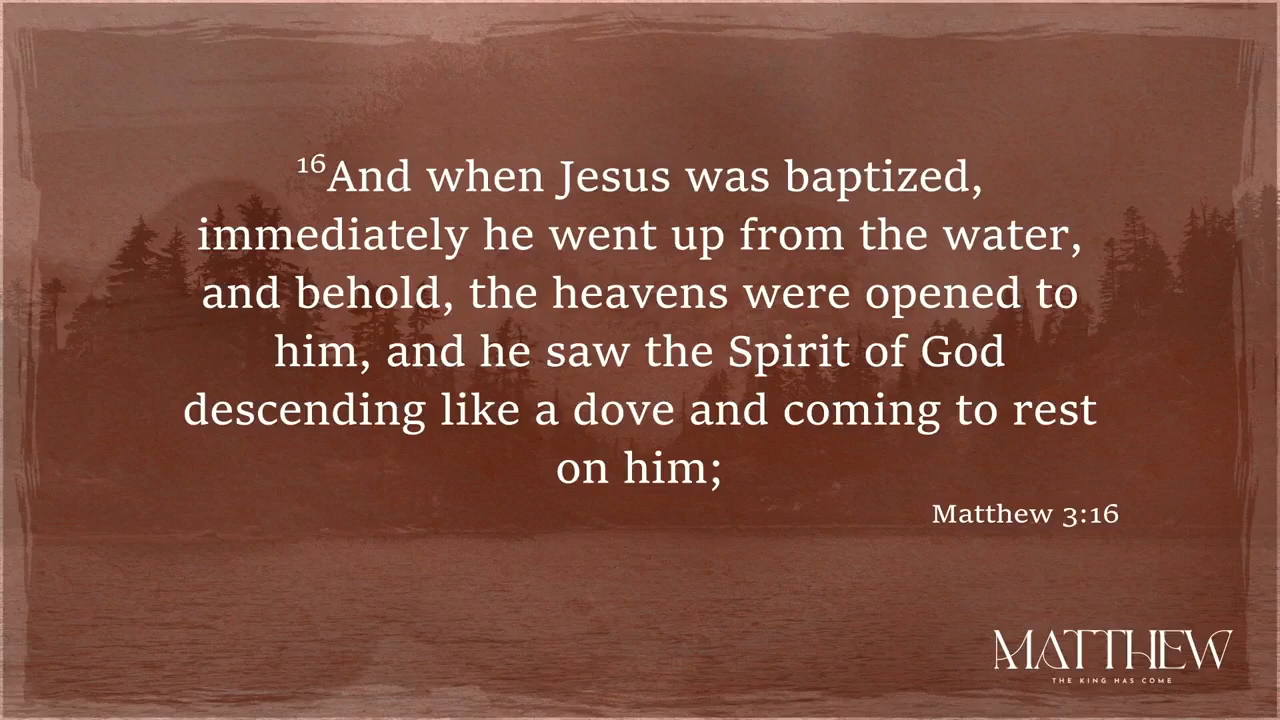 16And when Jesus was baptized,
immediately he went up from the water,
and behold, the heavens were opened to
him, and he saw the Spirit of God
descending like a dove and coming to rest
on him;
Matthew 3:16
MATTHEW
THE KING HAS COME